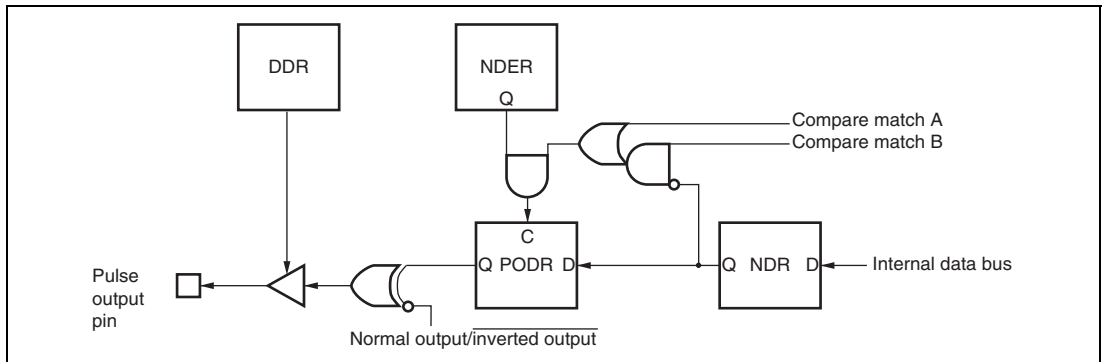 DDR
NDER
Q
Compare match A
Compare match B
C
Q PODR D
Q NDR D
Internal data bus
Pulse
output
pin
Normal output/inverted output